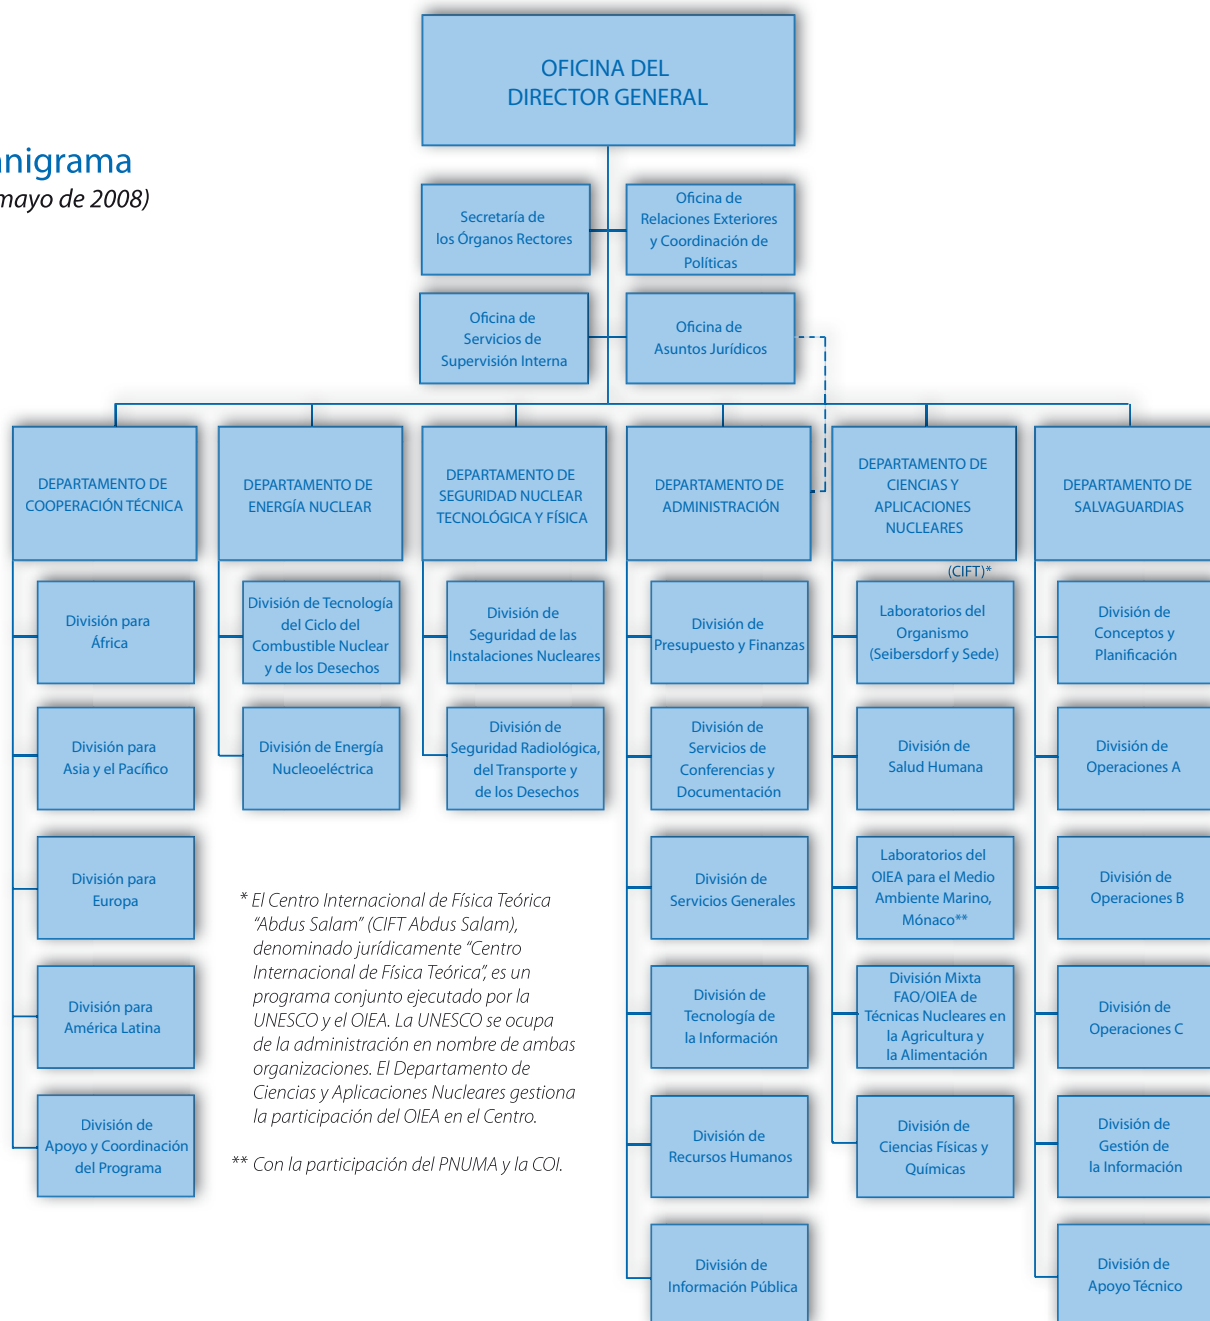 OFICINA DEL
DIRECTOR GENERAL
anigrama
mayo de 2008)
Secretaría de
los Órganos Rectores
Oficina de
Relaciones Exteriores
y Coordinación de
Políticas
Oficina de
Servicios de
Supervisión Interna
Oficina de
Asuntos Jurídicos
DEPARTAMENTO DE
COOPERACIÓN TÉCNICA
DEPARTAMENTO DE
ENERGÍA NUCLEAR
DEPARTAMENTO DE
SEGURIDAD NUCLEAR
TECNOLÓGICA Y FÍSICA
DEPARTAMENTO DE
ADMINISTRACIÓN
DEPARTAMENTO DE
CIENCIAS Y
APLICACIONES
NUCLEARES
DEPARTAMENTO DE
SALVAGUARDIAS
(CIFT)*
División para
África
División para
Asia y el Pacífico
División para
Europa
División para
América Latina
División de
Apoyo y Coordinación
del Programa
División de Tecnología
del Ciclo del
Combustible Nuclear
y de los Desechos
División de Energía
Nucleoeléctrica
División de
Seguridad de las
Instalaciones Nucleares
División de
Seguridad Radiológica,
del Transporte y
de los Desechos
División de
Presupuesto y Finanzas
División de
Servicios de
Conferencias y
Documentación
División de
Servicios Generales
División de
Tecnología de
la Información
División de
Recursos Humanos
División de
Información Pública
Laboratorios del
Organismo
(Seibersdorf y Sede)
División de
Salud Humana
Laboratorios del
OIEA para el Medio
Ambiente Marino,
Mónaco**
División Mixta
FAO/OIEA de
Técnicas Nucleares en
la Agricultura y
la Alimentación
División de
Ciencias Físicas y
Químicas
División de
Conceptos y
Planificación
División de
Operaciones A
División de
Operaciones B
División de
Operaciones C
División de
Gestión de
la Información
División de
Apoyo Técnico
* El Centro Internacional de Física Teórica
“Abdus Salam” (CIFT Abdus Salam),
denominado jurídicamente “Centro
Internacional de Física Teórica”, es un
programa conjunto ejecutado por la
UNESCO y el OIEA. La UNESCO se ocupa
de la administración en nombre de ambas
organizaciones. El Departamento de
Ciencias y Aplicaciones Nucleares gestiona
la participación del OIEA en el Centro.
** Con la participación del PNUMA y la COI.